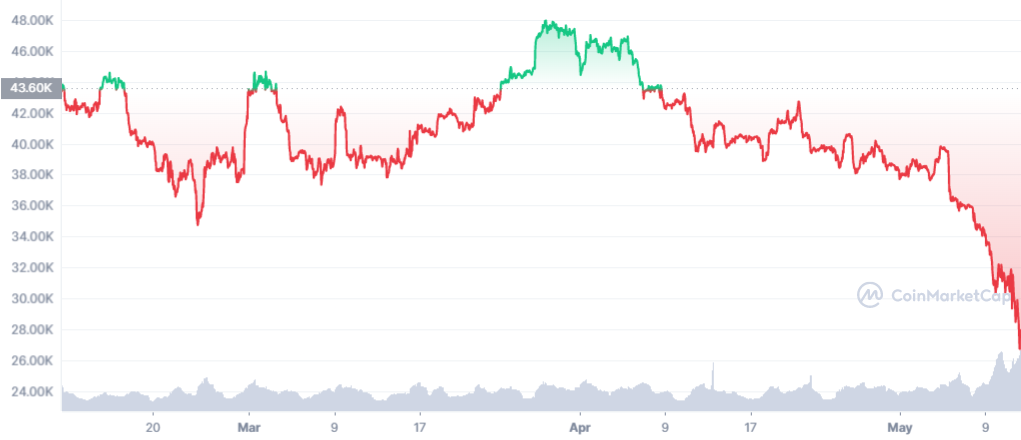 48.00K
46.00K
43.60K
42.00K
40.00K
38.00K
36.00K
34.00K
32.00K
30.00K
28.00K
26.00K
24.00K
CoinMarketCap
20 Mar 9 17 Apr 9 17 May 9